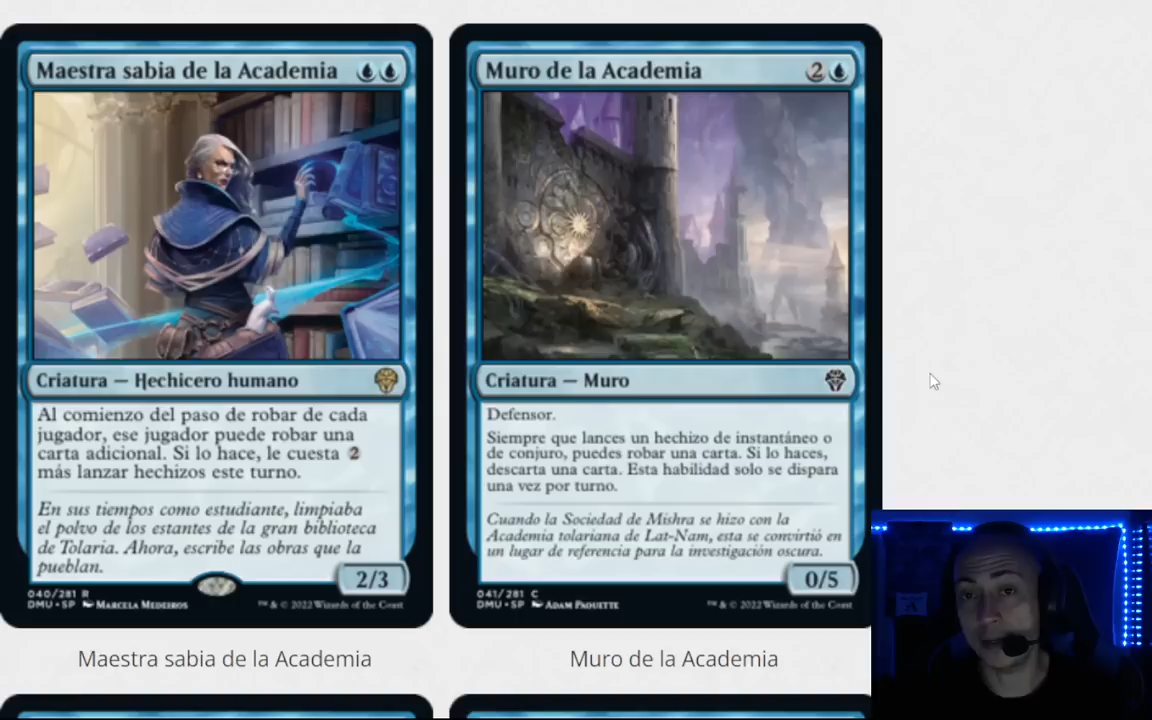 Maestra sabia de la Academia
Criatura — Hechicero humano
Al comienzo del paso de robar de cada
jugador, ese jugador puede robar una
carta adicional. Si lo hace, le cuesta 2
más lanzar hechizos este turno.
En sus tiempos como estudiante, limpiaba
el polvo de los estantes de la gran biblioteca
de Tolaria. Ahora, escribe las obras que la
pueblan.
2/3
040/281 R
DMU • SP MARCELA MEDEIROS
™ & © 2022 Wizards of the Coast
Maestra sabia de la Academia
Muro de la Academia 2
Criatura — Muro
Defensor.
Siempre que lances un hechizo de instantáneo o
de conjuro, puedes robar una carta. Si lo haces,
descarta una carta. Esta habilidad solo se dispara
una vez por turno.
Cuando la Sociedad de Mishra se hizo con la
Academia tolariana de Lat-Nam, esta se convirtió en
un lugar de referencia para la investigación oscura.
0/5
041/281 C
DMU • SP ADAM PAQUETTE
™ & © 2022 Wizards of the Coast
Muro de la Academia